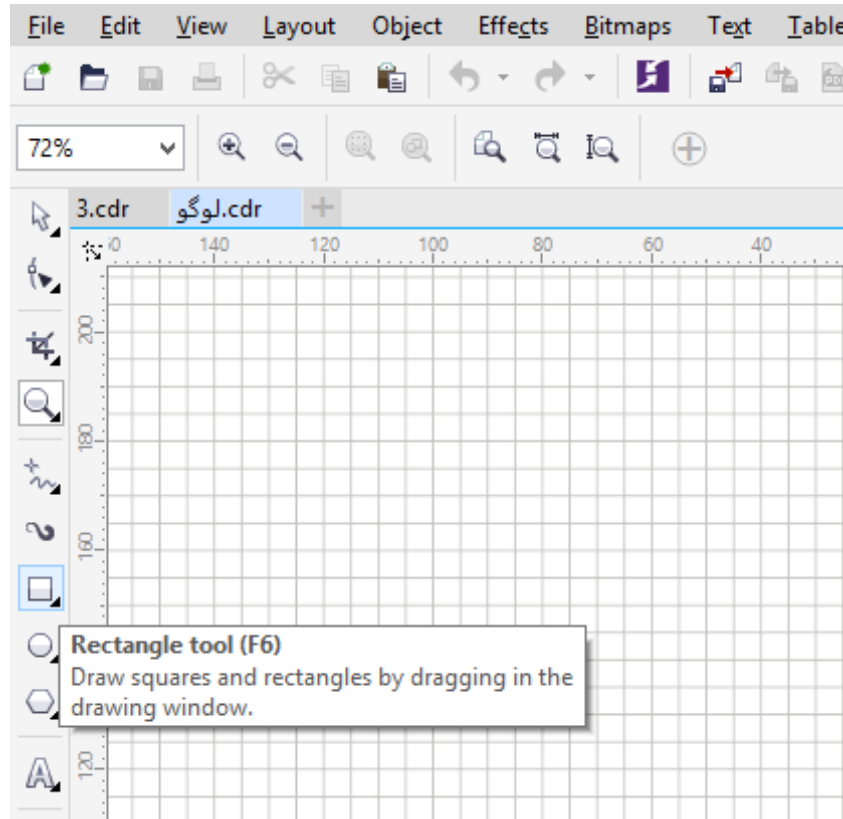 File Edit View Layout Object Effects Bitmaps Text Table
72%
3.cdr لوگو.cdr
140 120 100 80 60 40
200
180
160
Rectangle tool (F6)
Draw squares and rectangles by dragging in the
drawing window.
120